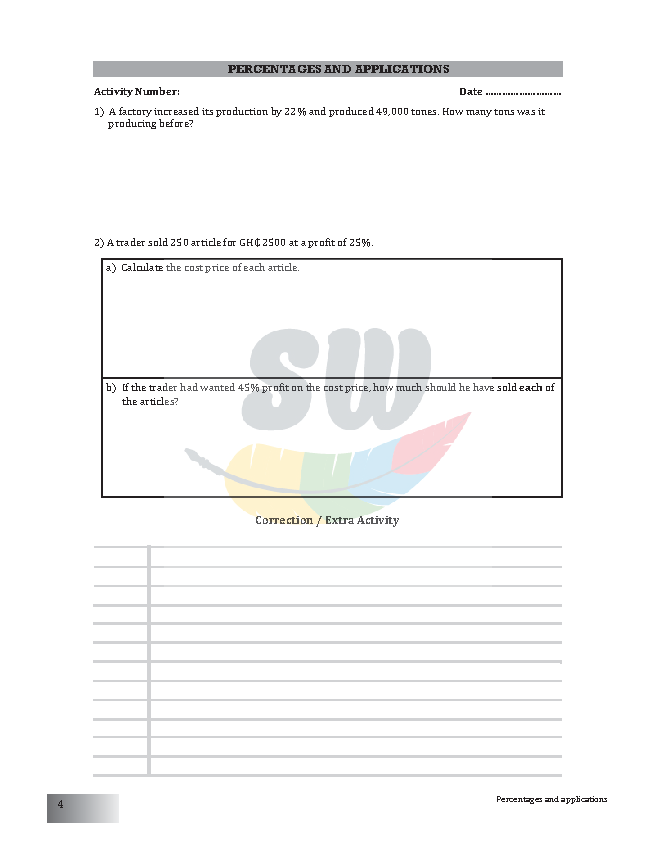 PERCENTAGES AND APPLICATIONS
Activity Number: Date ...........................
1) A factory increased its production by 22% and produced 49,000 tones. How many tons was it
producing before?
2) A trader sold 250 article for GH₵2500 at a profit of 25%.
a) Calculate the cost price of each article.
SW
b) If the trader had wanted 45% profit on the cost price, how much should he have sold each of
the articles?
Correction / Extra Activity
4
Percentages and applications